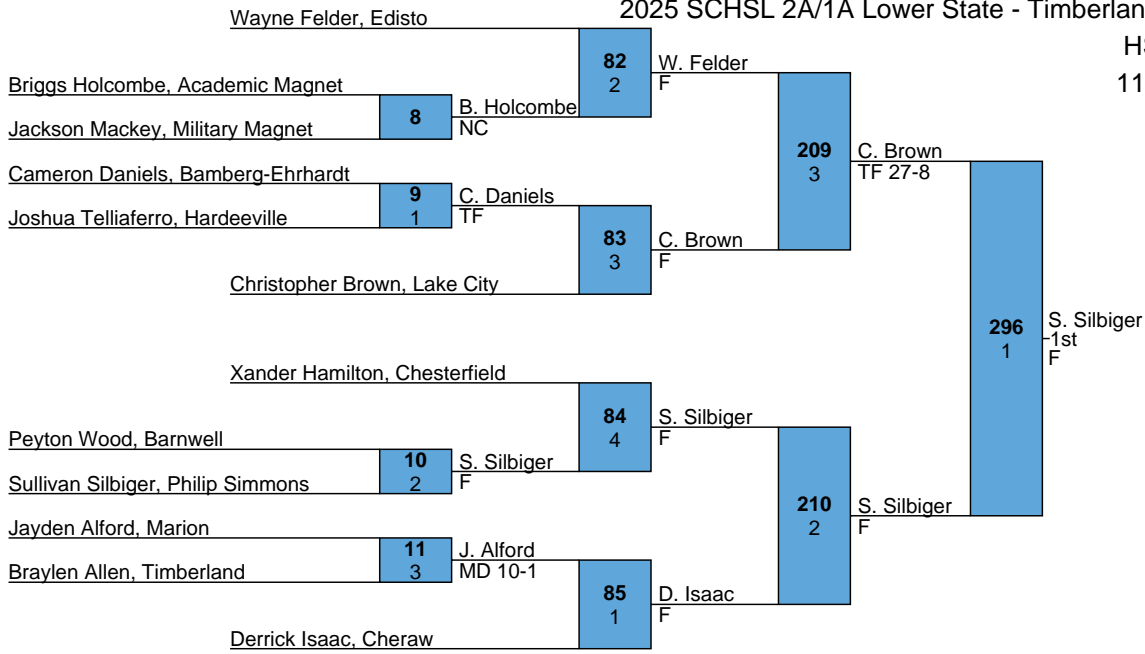 2025 SCHSL 2A/1A Lower State - Timberlan
11
Wayne Felder, Edisto
82
2
W. Felder
F
Briggs Holcombe, Academic Magnet
8
B. Holcombe
NC
Jackson Mackey, Military Magnet
209
3
C. Brown
TF 27-8
Cameron Daniels, Bamberg-Ehrhardt
9
1
C. Daniels
TF
Joshua Telliaferro, Hardeeville
83
3
C. Brown
F
Christopher Brown, Lake City
296
1
S. Silbiger
1st
F
Xander Hamilton, Chesterfield
84
4
S. Silbiger
F
Peyton Wood, Barnwell
10
2
S. Silbiger
F
Sullivan Silbiger, Philip Simmons
210
2
S. Silbiger
F
Jayden Alford, Marion
11
3
J. Alford
MD 10-1
Braylen Allen, Timberland
85
1
D. Isaac
F
Derrick Isaac, Cheraw